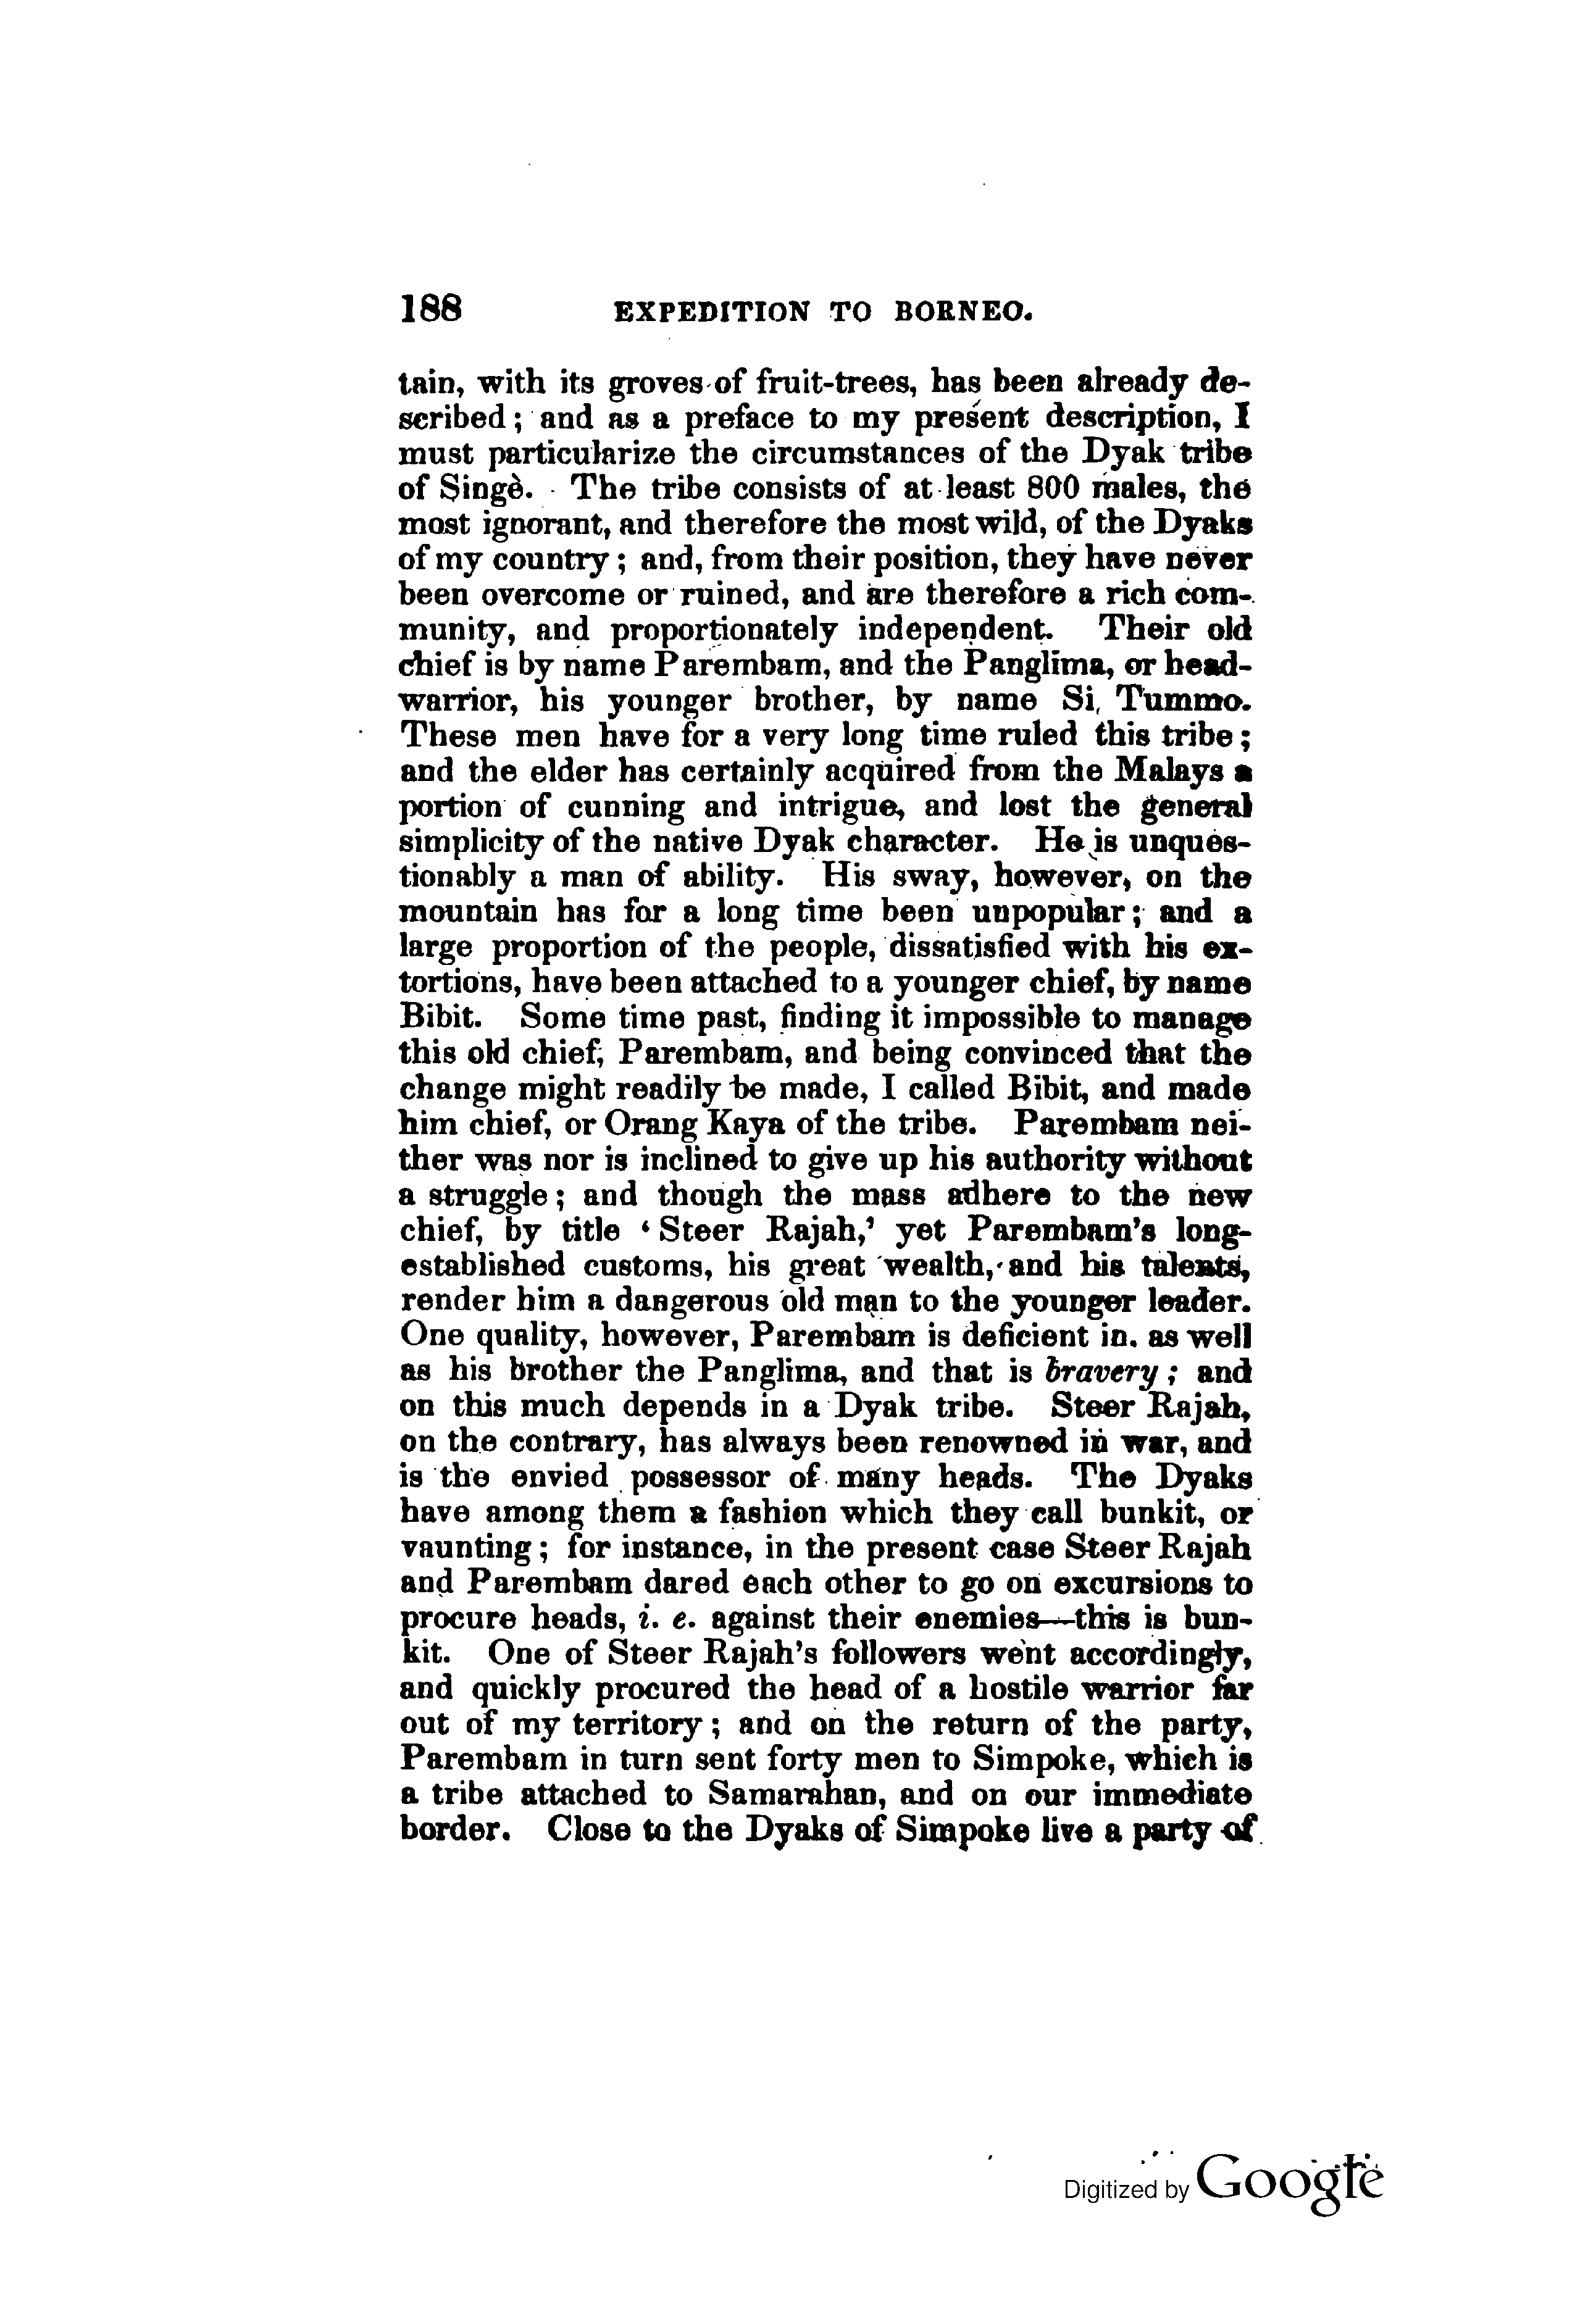 188 EXPEDITION TO BORNEO.
tain, with its groves of fruit-trees, has been already de-
scribed; and as a preface to my present description, I
must particularize the circumstances of the Dyak tribe
of Singè. The tribe consists of at least 800 males, the
most ignorant, and therefore the most wild, of the Dyaks
of my country; and, from their position, they have never
been overcome or ruined, and are therefore a rich com-
munity, and proportionately independent. Their old
chief is by name Parembam, and the Panglima, or head-
warrior, his younger brother, by name Si Tummo.
These men have for a very long time ruled this tribe;
and the elder has certainly acquired from the Malays a
portion of cunning and intrigue, and lost the general
simplicity of the native Dyak character. He is unques-
tionably a man of ability. His sway, however, on the
mountain has for a long time been unpopular; and a
large proportion of the people, dissatisfied with his ex-
tortions, have been attached to a younger chief, by name
Bibit. Some time past, finding it impossible to manage
this old chief, Parembam, and being convinced that the
change might readily be made, I called Bibit, and made
him chief, or Orang Kaya of the tribe. Parembam nei-
ther was nor is inclined to give up his authority without
a struggle; and though the mass adhere to the new
chief, by title ‘Steer Rajah,’ yet Parembam's long-
established customs, his great wealth, and his talents,
render him a dangerous old man to the younger leader.
One quality, however, Parembam is deficient in, as well
as his brother the Panglima, and that is bravery; and
on this much depends in a Dyak tribe. Steer Rajah,
on the contrary, has always been renowned in war, and
is the envied possessor of many heads. The Dyaks
have among them a fashion which they call bunkit, or
vaunting; for instance, in the present case Steer Rajah
and Parembam dared each other to go on excursions to
procure heads, i. e. against their enemies—this is bun-
kit. One of Steer Rajah's followers went accordingly,
and quickly procured the head of a hostile warrior far
out of my territory; and on the return of the party,
Parembam in turn sent forty men to Simpoke, which is
a tribe attached to Samarahan, and on our immediate
border. Close to the Dyaks of Simpoke live a party of
Digitized by Google